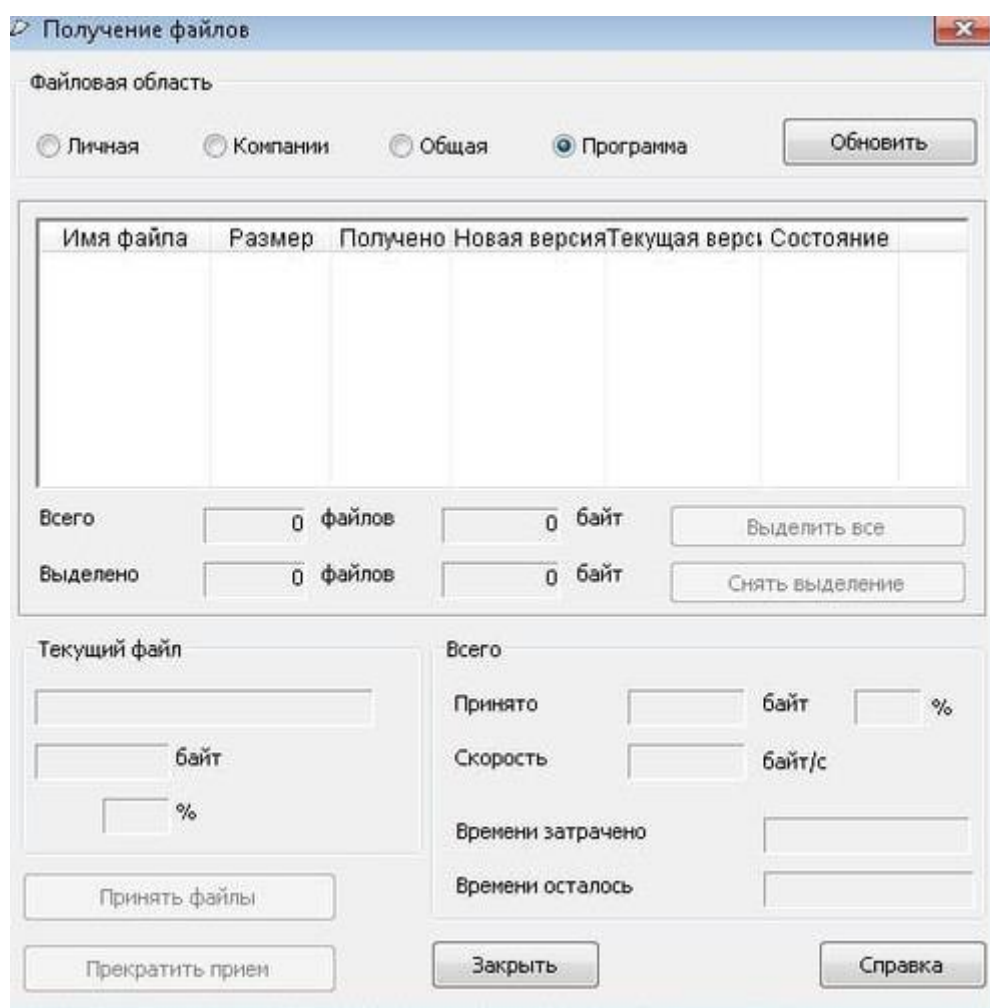 Получение файлов
Файловая область
Личная Компании Общая Программа Обновить
Имя файла Размер Получено Новая версия Текущая верси Состояние
Всего 0 файлов 0 байт Выделить все
Выделено 0 файлов 0 байт Снять выделение
Текущий файл
байт
%
Всего
Принято байт %
Скорость байт/с
Времени затрачено
Времени осталось
Принять файлы
Прекратить прием
Закрыть Справка